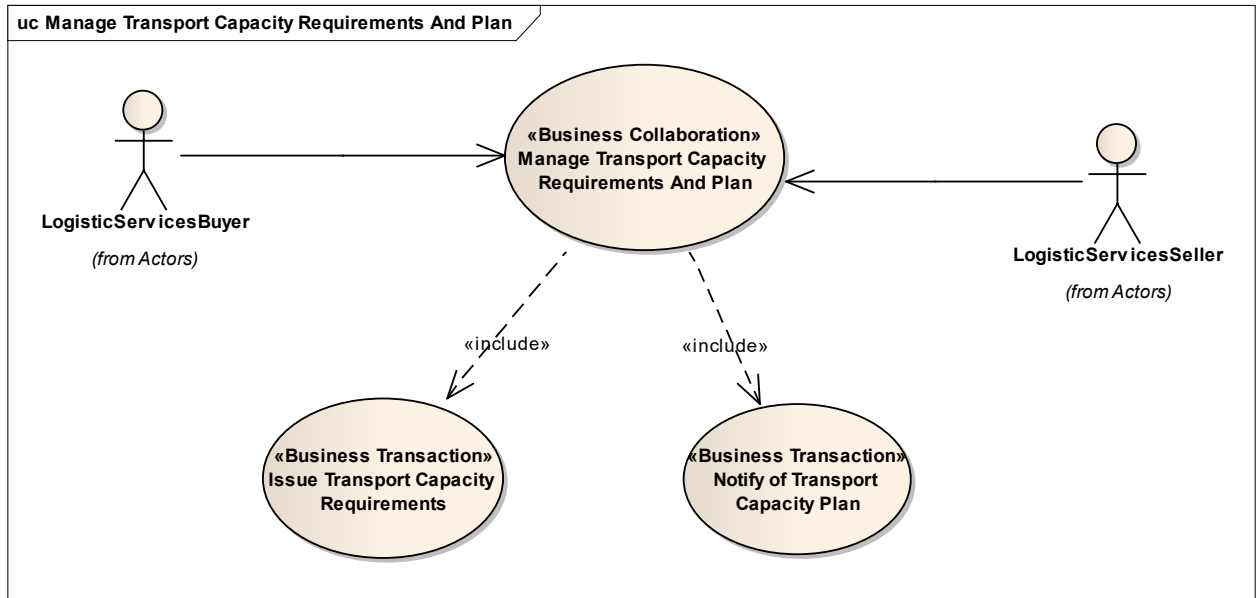 uc Manage Transport Capacity Requirements And Plan
«Business Collaboration»
Manage Transport Capacity
Requirements And Plan
LogisticServicesBuyer
(from Actors)
LogisticServicesSeller
(from Actors)
«include»
«include»
«Business Transaction»
Issue Transport Capacity
Requirements
«Business Transaction»
Notify of Transport
Capacity Plan